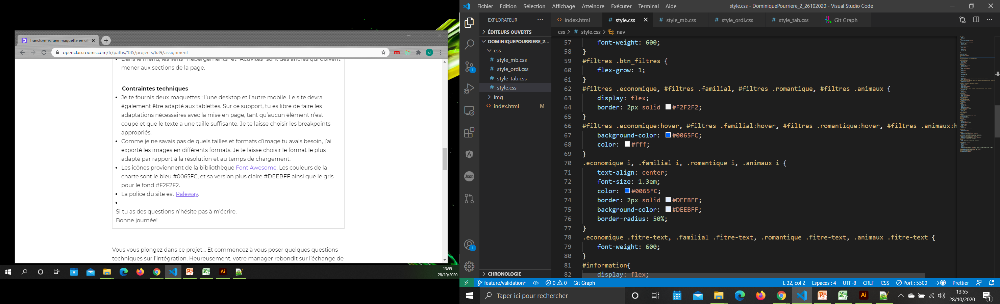 Transformez une maquette en sit
openclassrooms.com/fr/paths/185/projects/639/assignment
d
Dans le menu, les liens "Hébergements" et "Activités" sont des ancres qui doivent
mener aux sections de la page.
Contraintes techniques
Je te fournis deux maquettes : l'une desktop et l'autre mobile. Le site devra
également être adapté aux tablettes. Sur ce support, tu es libre de faire les
adaptations nécessaires avec la mise en page, tant qu'aucun élément n'est
coupé et que le texte a une taille suffisante. Je te laisse choisir les breakpoints
appropriés.
Comme je ne savais pas de quels tailles et formats d'image tu avais besoin, j'ai
exporté les images en différents formats. Je te laisse choisir le format le plus
adapté par rapport à la résolution et au temps de chargement.
Les icônes proviennent de la bibliothèque Font Awesome. Les couleurs de la
charte sont le bleu #0065FC, et sa version plus claire #DEEBFF ainsi que le gris
pour le fond #F2F2F2.
La police du site est Raleway.
Si tu as des questions n'hésite pas à m'écrire.
Bonne journée!
Vous vous plongez dans ce projet... Et commencez à vous poser quelques questions
techniques sur l'intégration. Heureusement, votre manager rebondit sur l'échange de
13:55
28/10/2020
Fichier Edition Sélection Affichage Atteindre Exécuter Terminal Aide
style.css - DominiquePourriere_2_26102020 - Visual Studio Code
EXPLORATEUR
ÉDITEURS OUVERTS
DOMINIQUEPOURRIERE_2...
css
# style_mb.css
# style_ordi.css
# style_tab.css
# style.css
img
index.html M
CHRONOLOGIE
1
Json
1
index.html # style.css # style_mb.css # style_ordi.css # style_tab.css Git Graph
css > # style.css > nav
57 font-weight: 600;
58 }
59 #filtres .btn_filtres {
60 flex-grow: 1;
61 }
62 #filtres .economique, #filtres .familial, #filtres .romantique, #filtres .animaux {
63 display: flex;
64 border: 2px solid #F2F2F2;
65 }
66 #filtres .economique:hover, #filtres .familial:hover, #filtres .romantique:hover, #filtres .animaux:h
67 background-color: #0065FC;
68 color: #fff;
69 }
70 .economique i, .familial i, .romantique i, .animaux i {
71 text-align: center;
72 font-size: 1.3em;
73 color: #0065FC;
74 border: 2px solid #DEEBFF;
75 background-color: #DEEBFF;
76 border-radius: 50%;
77 }
78 .economique .fitre-text, .familial .fitre-text, .romantique .fitre-text, .animaux .fitre-text {
79 font-weight: 600;
80 }
81 #information{
82 display: flex;
feature/validation* 0 0 Git Graph
L 32, col 2 Espaces : 4 UTF-8 CRLF CSS Port : 5500 Prettier
Taper ici pour rechercher
13:55
28/10/2020
1